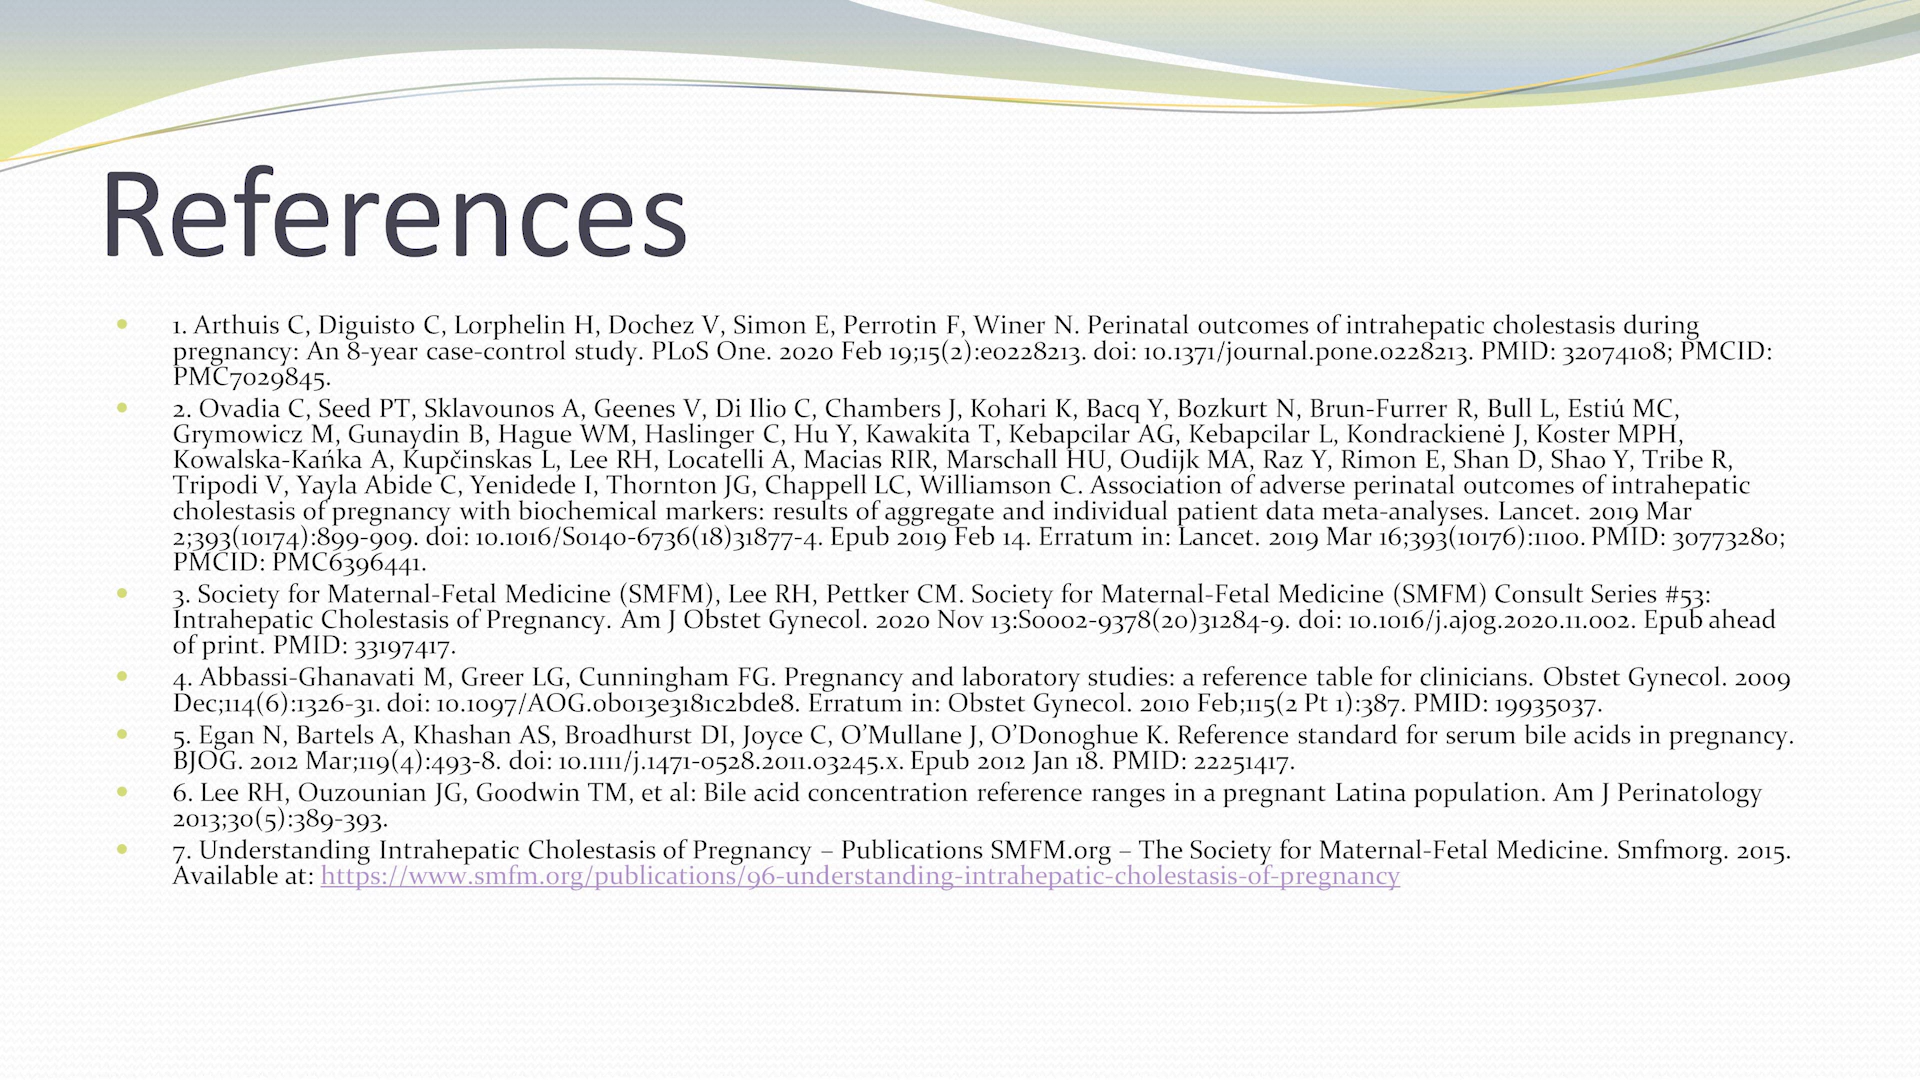 References
• 1. Arthuis C, Diguisto C, Lorphelin H, Dochez V, Simon E, Perrotin F, Winer N. Perinatal outcomes of intrahepatic cholestasis during
pregnancy: An 8-year case-control study. PLoS One. 2020 Feb 19;15(2):e0228213. doi: 10.1371/journal.pone.0228213. PMID: 32074108; PMCID:
PMC7029845.
• 2. Ovadia C, Seed PT, Sklavounos A, Geenes V, Di Ilio C, Chambers J, Kohari K, Bacq Y, Bozkurt N, Brun-Furrer R, Bull L, Estiú MC,
Grymowicz M, Gunaydin B, Hague WM, Haslinger C, Hu Y, Kawakita T, Kebapcilar AG, Kebapcilar L, Kondrackienė J, Koster MPH,
Kowalska-Kańka A, Kupčinskas L, Lee RH, Locatelli A, Macias RIR, Marschall HU, Oudijk MA, Raz Y, Rimon E, Shan D, Shao Y, Tribe R,
Tripodi V, Yayla Abide C, Yenidede I, Thornton JG, Chappell LC, Williamson C. Association of adverse perinatal outcomes of intrahepatic
cholestasis of pregnancy with biochemical markers: results of aggregate and individual patient data meta-analyses. Lancet. 2019 Mar
2;393(10174):899-909. doi: 10.1016/S0140-6736(18)31877-4. Epub 2019 Feb 14. Erratum in: Lancet. 2019 Mar 16;393(10176):1100. PMID: 30773280;
PMCID: PMC6396441.
• 3. Society for Maternal-Fetal Medicine (SMFM), Lee RH, Pettker CM. Society for Maternal-Fetal Medicine (SMFM) Consult Series #53:
Intrahepatic Cholestasis of Pregnancy. Am J Obstet Gynecol. 2020 Nov 13:S0002-9378(20)31284-9. doi: 10.1016/j.ajog.2020.11.002. Epub ahead
of print. PMID: 33197417.
• 4. Abbassi-Ghanavati M, Greer LG, Cunningham FG. Pregnancy and laboratory studies: a reference table for clinicians. Obstet Gynecol. 2009
Dec;114(6):1326-31. doi: 10.1097/AOG.0b013e3181c2bde8. Erratum in: Obstet Gynecol. 2010 Feb;115(2 Pt 1):387. PMID: 19935037.
• 5. Egan N, Bartels A, Khashan AS, Broadhurst DI, Joyce C, O’Mullane J, O’Donoghue K. Reference standard for serum bile acids in pregnancy.
BJOG. 2012 Mar;119(4):493-8. doi: 10.1111/j.1471-0528.2011.03245.x. Epub 2012 Jan 18. PMID: 22251417.
• 6. Lee RH, Ouzounian JG, Goodwin TM, et al: Bile acid concentration reference ranges in a pregnant Latina population. Am J Perinatology
2013;30(5):389-393.
• 7. Understanding Intrahepatic Cholestasis of Pregnancy – Publications SMFM.org – The Society for Maternal-Fetal Medicine. Smfmorg. 2015.
Available at: https://www.smfm.org/publications/96-understanding-intrahepatic-cholestasis-of-pregnancy